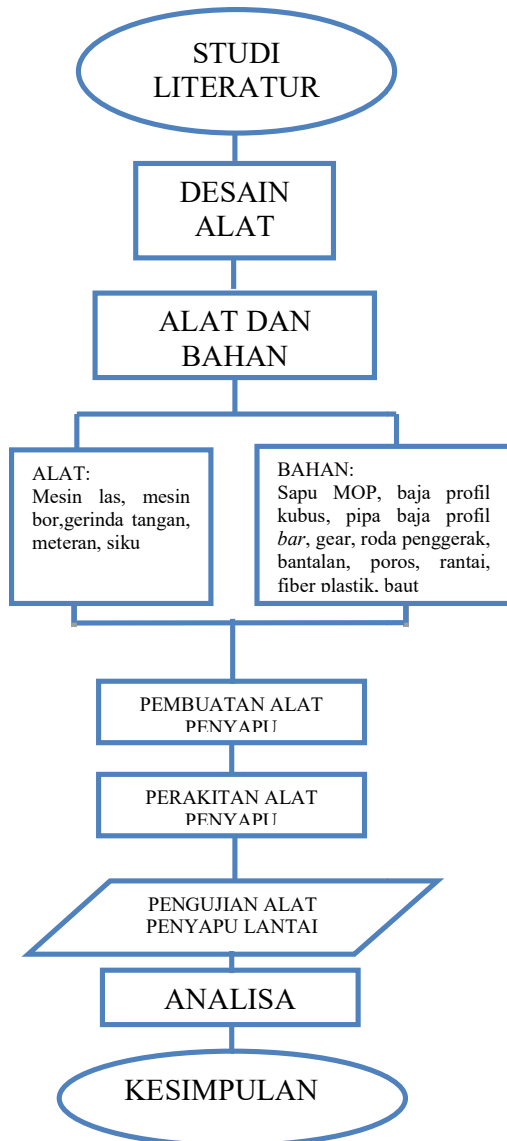 STUDI
LITERATUR
DESAIN
ALAT
ALAT DAN
BAHAN
ALAT:
Mesin las, mesin
bor,gerinda tangan,
meteran, siku
BAHAN:
Sapu MOP, baja profil
kubus, pipa baja profil
bar, gear, roda penggerak,
bantalan, poros, rantai,
fiber plastik, baut
PEMBUATAN ALAT
PENYAPU
PERAKITAN ALAT
PENYAPU
PENGUJIAN ALAT
PENYAPU LANTAI
ANALISA
KESIMPULAN